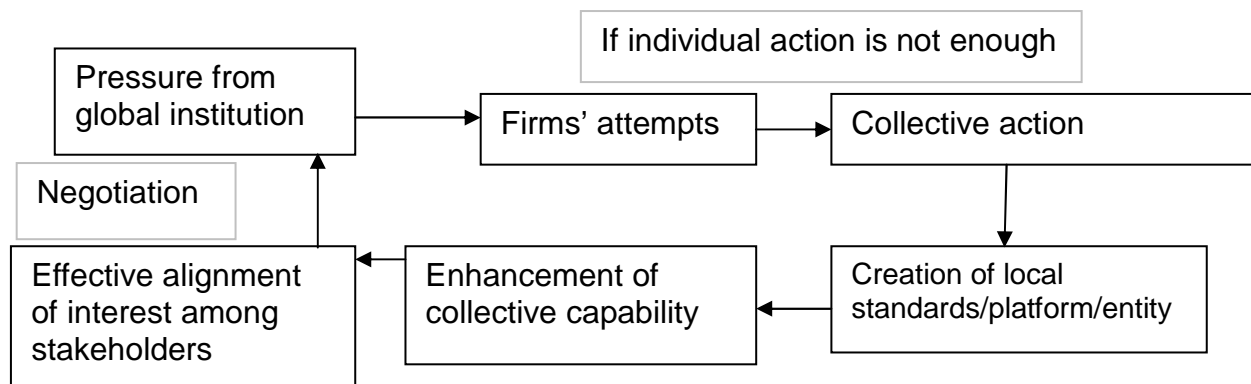 If individual action is not enough
Pressure from
global institution
Firms’ attempts
Collective action
Negotiation
Effective alignment
of interest among
stakeholders
Enhancement of
collective capability
Creation of local
standards/platform/entity